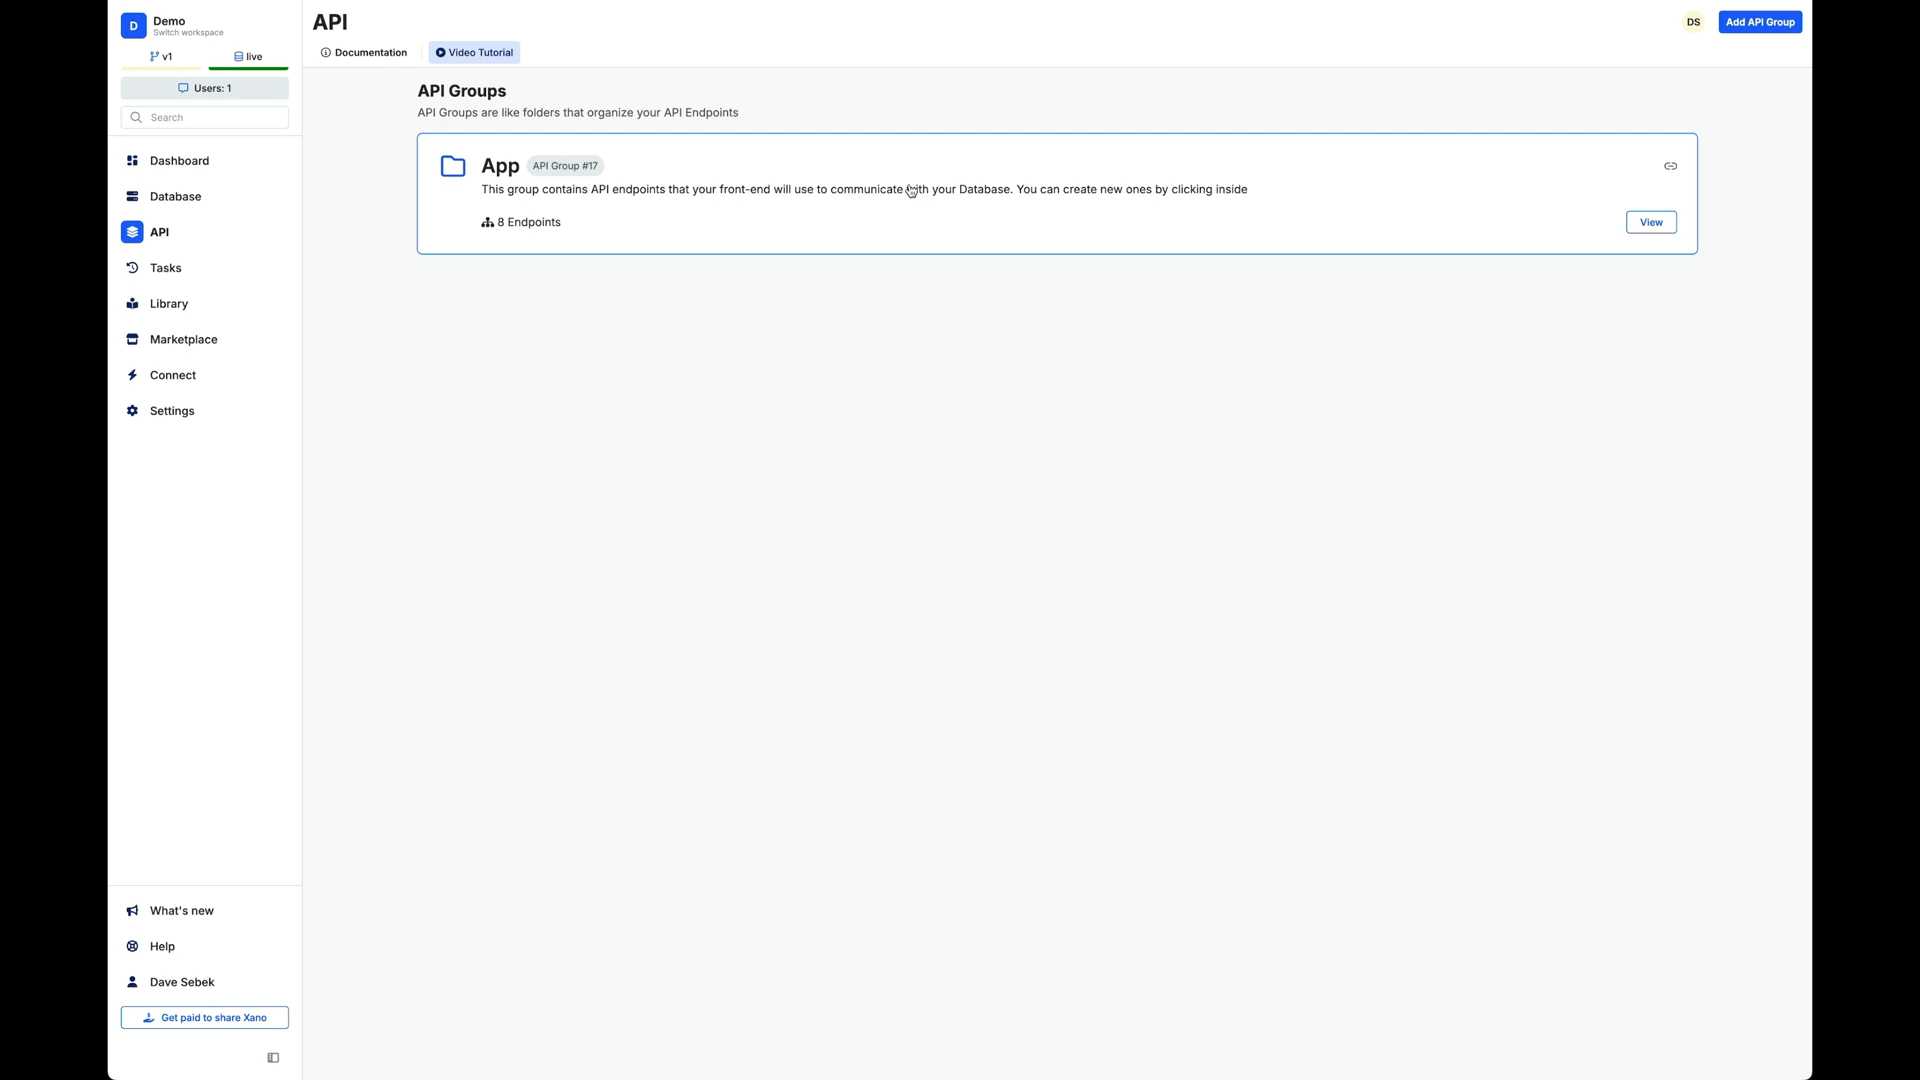 D
Demo
Switch workspace
v1
live
Users: 1
Search
Dashboard
Database
API
Tasks
Library
Marketplace
Connect
Settings
What's new
Help
Dave Sebek
Get paid to share Xano
API
DS
Add API Group
Documentation
Video Tutorial
API Groups
API Groups are like folders that organize your API Endpoints
App
API Group #17
This group contains API endpoints that your front-end will use to communicate with your Database. You can create new ones by clicking inside
8 Endpoints
View